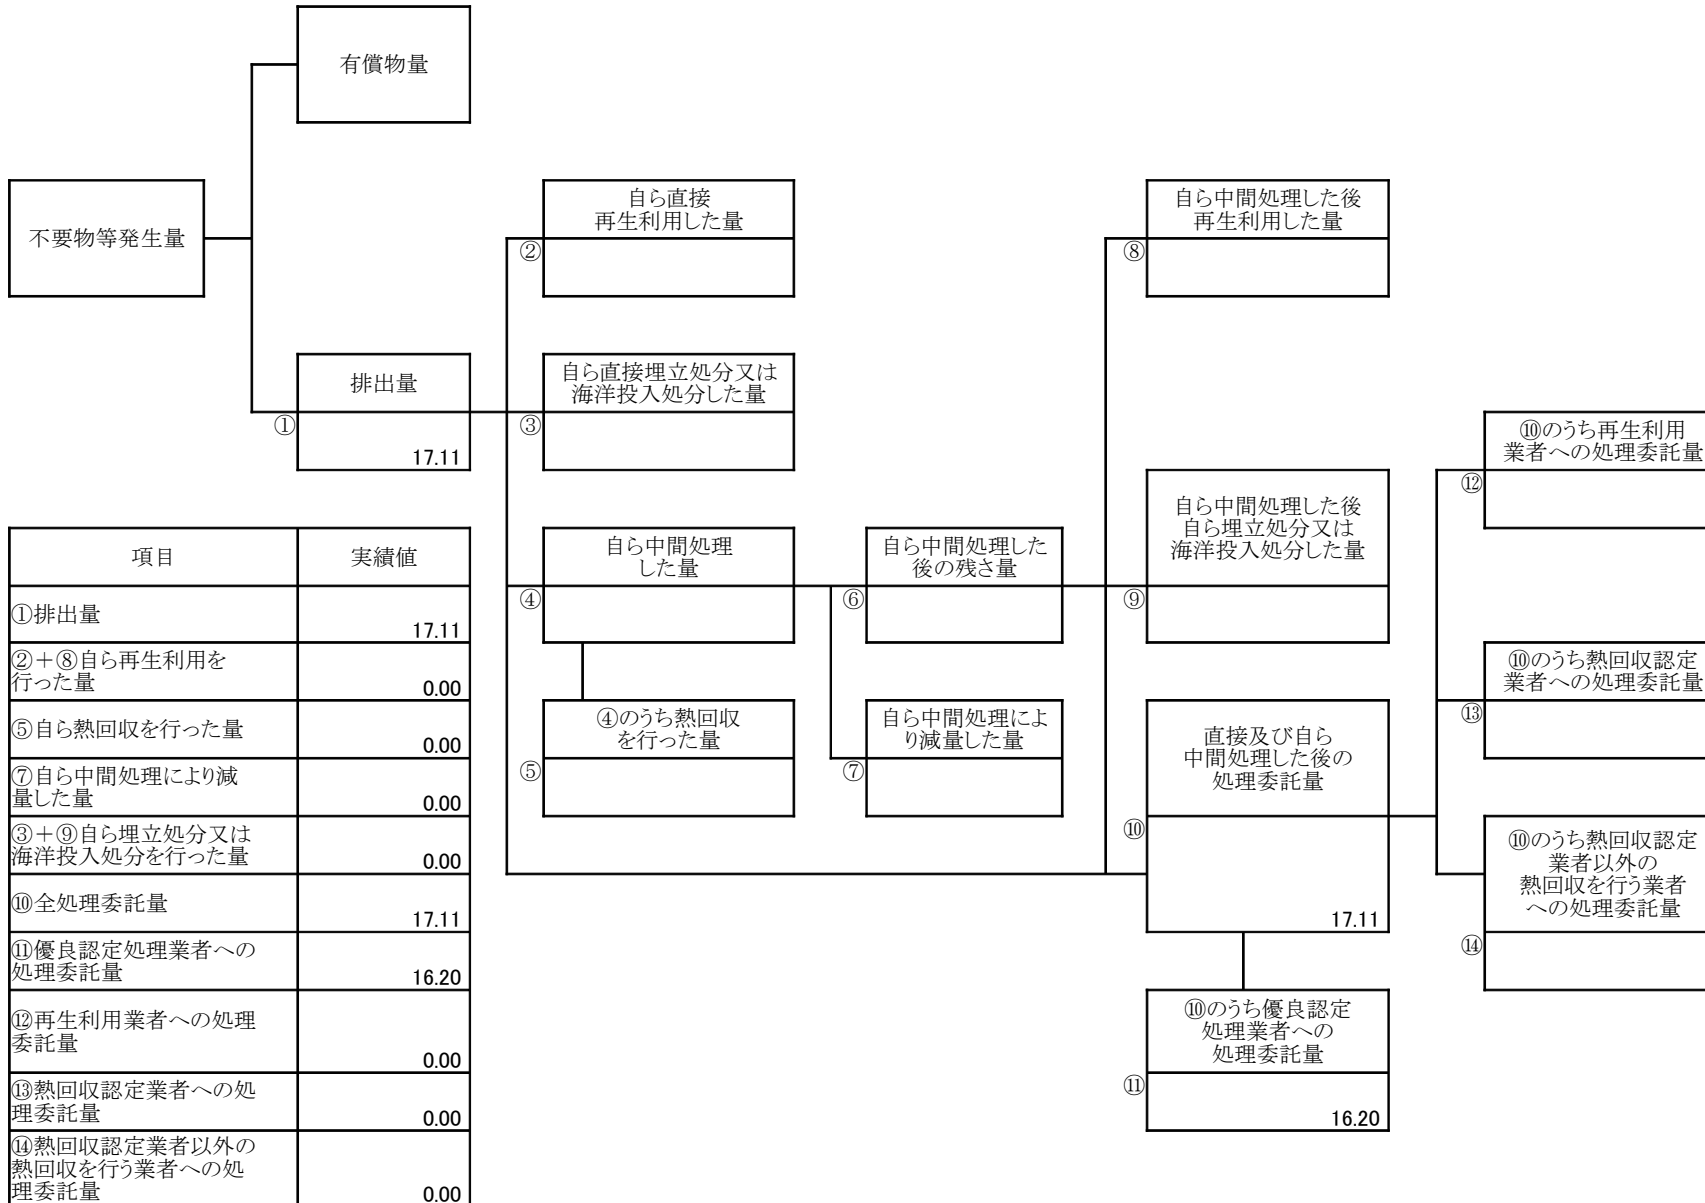 有償物量
不要物等発生量
自ら直接
再生利用した量
②
自ら中間処理した後
再生利用した量
⑧
排出量
①
17.11
自ら直接埋立処分又は
海洋投入処分した量
③
⑩のうち再生利用
業者への処理委託量
⑫
自ら中間処理した後
自ら埋立処分又は
海洋投入処分した量
⑨
自ら中間処理
した量
④
自ら中間処理した
後の残さ量
⑥
④のうち熱回収
を行った量
⑤
自ら中間処理によ
り減量した量
⑦
直接及び自ら
中間処理した後の
処理委託量
⑩
17.11
⑩のうち熱回収認定
業者への処理委託量
⑬
⑩のうち熱回収認定
業者以外の
熱回収を行う業者
への処理委託量
⑭
⑩のうち優良認定
処理業者への
処理委託量
⑪
16.20
項目 実績値
①排出量
17.11
②＋⑧自ら再生利用を
行った量
0.00
⑤自ら熱回収を行った量
0.00
⑦自ら中間処理により減
量した量
0.00
③＋⑨自ら埋立処分又は
海洋投入処分を行った量
0.00
⑩全処理委託量
17.11
⑪優良認定処理業者への
処理委託量
16.20
⑫再生利用業者への処理
委託量
0.00
⑬熱回収認定業者への処
理委託量
0.00
⑭熱回収認定業者以外の
熱回収を行う業者への処
理委託量
0.00